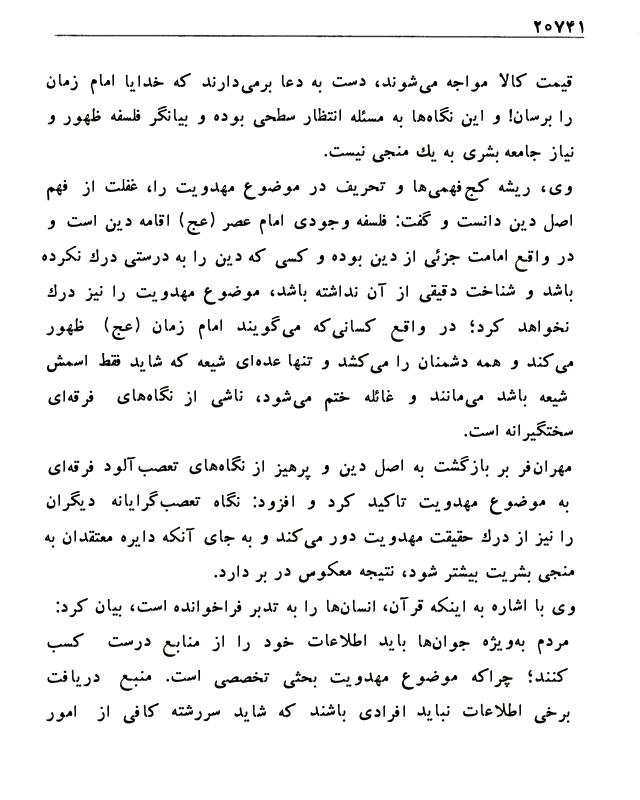 ۲۰۷۴۱
قیمت کالا مواجه می‌شوند، دست به دعا برمی‌دارند که خدایا امام زمان
را برسان! و این نگاه‌ها به مسئله انتظار سطحی بوده و بیانگر فلسفه ظهور و
نیاز جامعه بشری به یك منجی نیست.
وی، ریشه کج‌فهمی‌ها و تحریف در موضوع مهدویت را، غفلت از فهم
اصل دین دانست و گفت: فلسفه وجودی امام عصر (عج) اقامه دین است و
در واقع امامت جزئی از دین بوده و کسی که دین را به درستی درك نکرده
باشد و شناخت دقیقی از آن نداشته باشد، موضوع مهدویت را نیز درك
نخواهد کرد؛ در واقع کسانی‌که می‌گویند امام زمان (عج) ظهور
می‌کند و همه دشمنان را می‌کشد و تنها عده‌ای شیعه که شاید فقط اسمش
شیعه باشد می‌مانند و غائله ختم می‌شود، ناشی از نگاه‌های فرقه‌ای
سختگیرانه است.
مهران‌فر بر بازگشت به اصل دین و پرهیز از نگاه‌های تعصب‌آلود فرقه‌ای
به موضوع مهدویت تاکید کرد و افزود: نگاه تعصب‌گرایانه دیگران
را نیز از درك حقیقت مهدویت دور می‌کند و به جای آنکه دایره معتقدان به
منجی بشریت بیشتر شود، نتیجه معکوس در بر دارد.
وی با اشاره به اینکه قرآن، انسان‌ها را به تدبر فراخوانده است، بیان کرد:
مردم به‌ویژه جوان‌ها باید اطلاعات خود را از منابع درست کسب
کنند؛ چراکه موضوع مهدویت بحثی تخصصی است. منبع دریافت
برخی اطلاعات نباید افرادی باشند که شاید سررشته کافی از امور